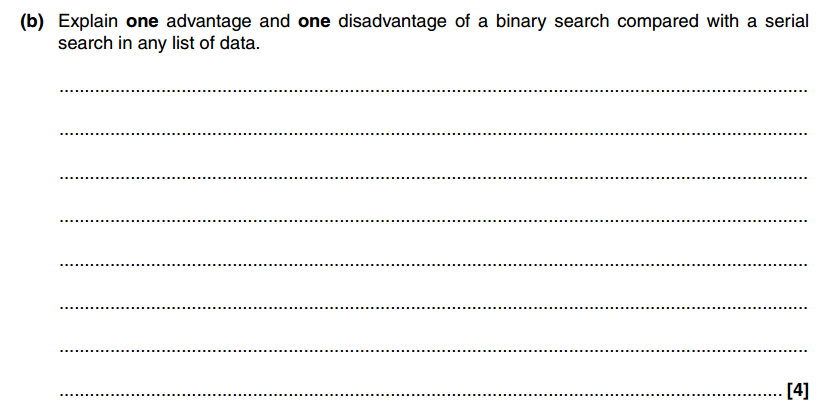 (b) Explain one advantage and one disadvantage of a binary search compared with a serial
search in any list of data.
[4]